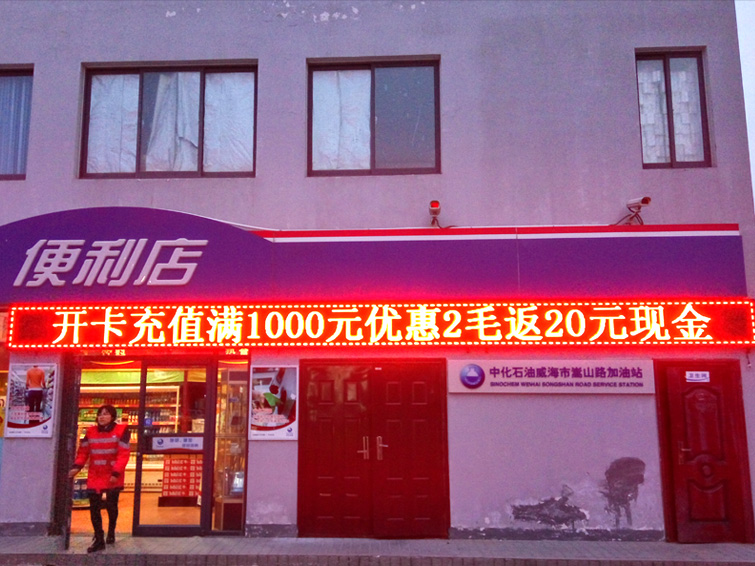 便利店
开卡充值满1000元优惠2毛返20元现金
中化石油威海市嵩山路加油站
SINOCHEM WEIHAI SONGSHAN ROAD SERVICE STATION
卫生间